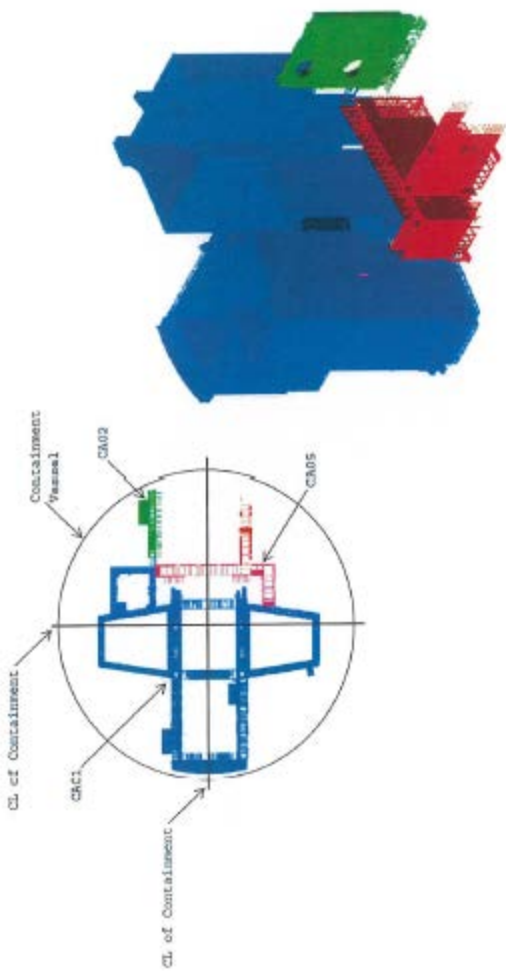 CL of Containment
Containment
Vessel
CA02
CA01
CA05
CL of Containment